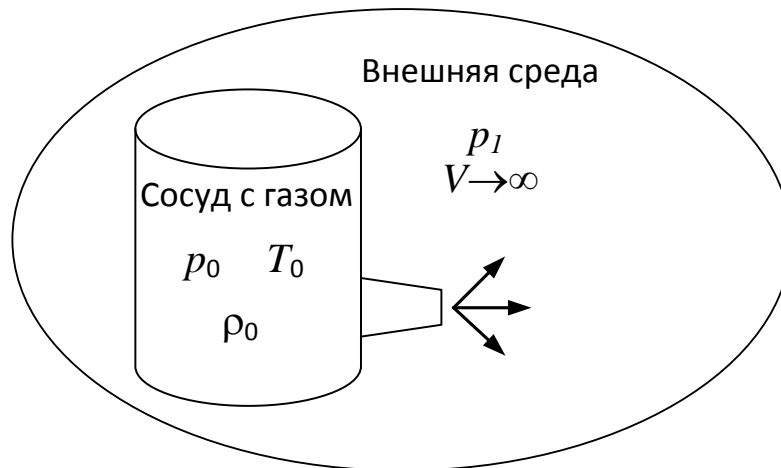 Внешняя среда
p₁
V→∞
Сосуд с газом
p₀ T₀
ρ₀